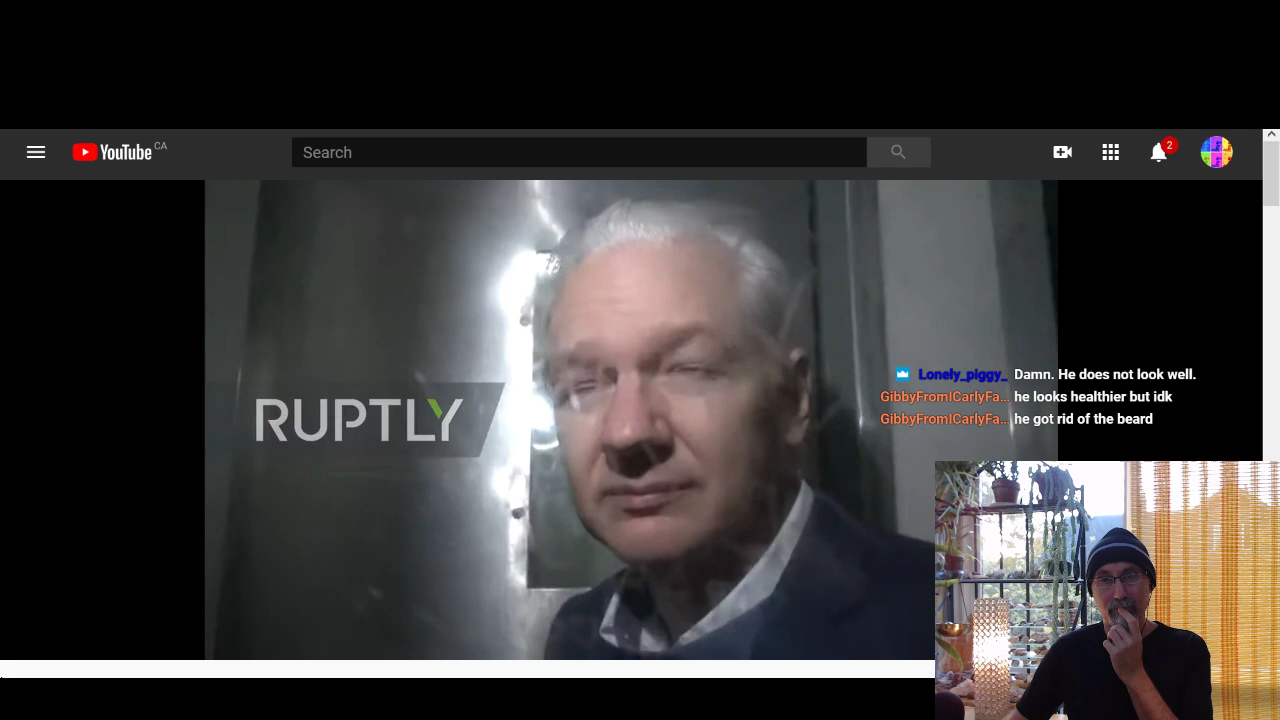 YouTube CA
Search
2
RUPTLY
Lonely_piggy_ Damn. He does not look well.
GibbyFromICarlyFa... he looks healthier but idk
GibbyFromICarlyFa... he got rid of the beard